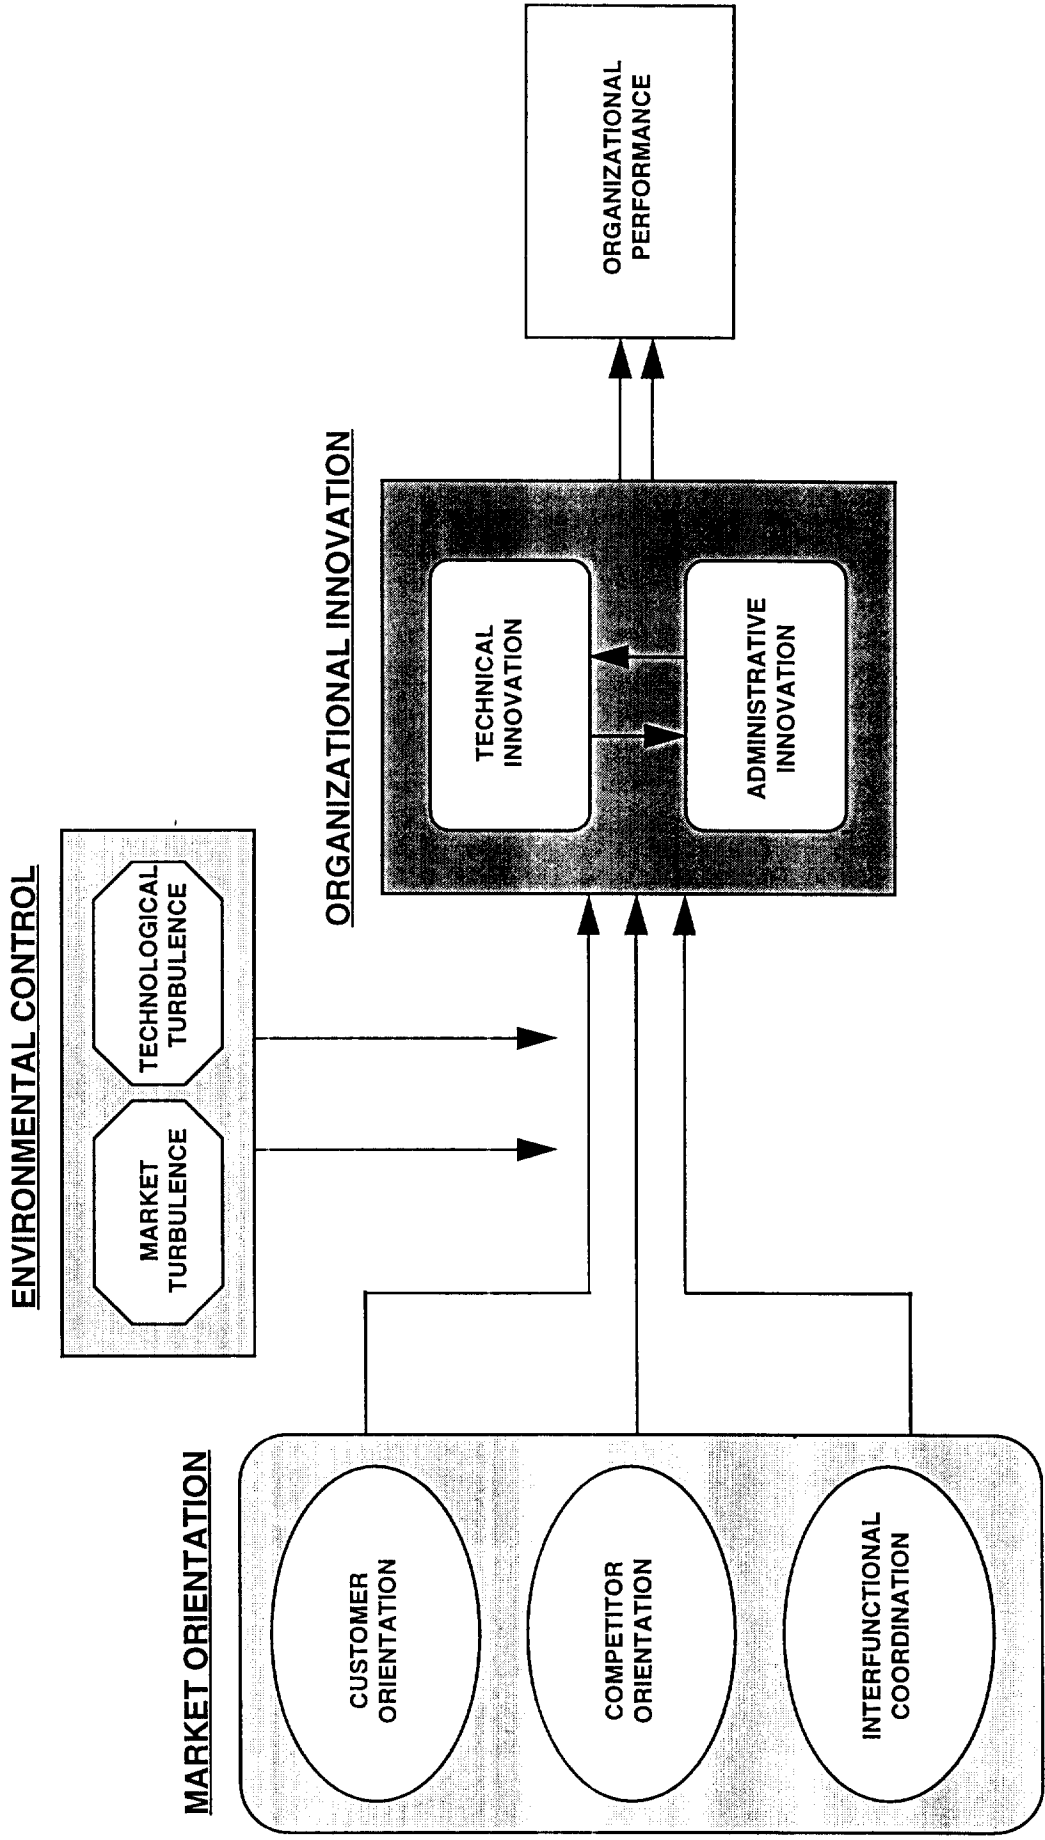 ENVIRONMENTAL CONTROL
MARKET
TURBULENCE
TECHNOLOGICAL
TURBULENCE
MARKET ORIENTATION
CUSTOMER
ORIENTATION
COMPETITOR
ORIENTATION
INTERFUNCTIONAL
COORDINATION
ORGANIZATIONAL INNOVATION
TECHNICAL
INNOVATION
ADMINISTRATIVE
INNOVATION
ORGANIZATIONAL
PERFORMANCE